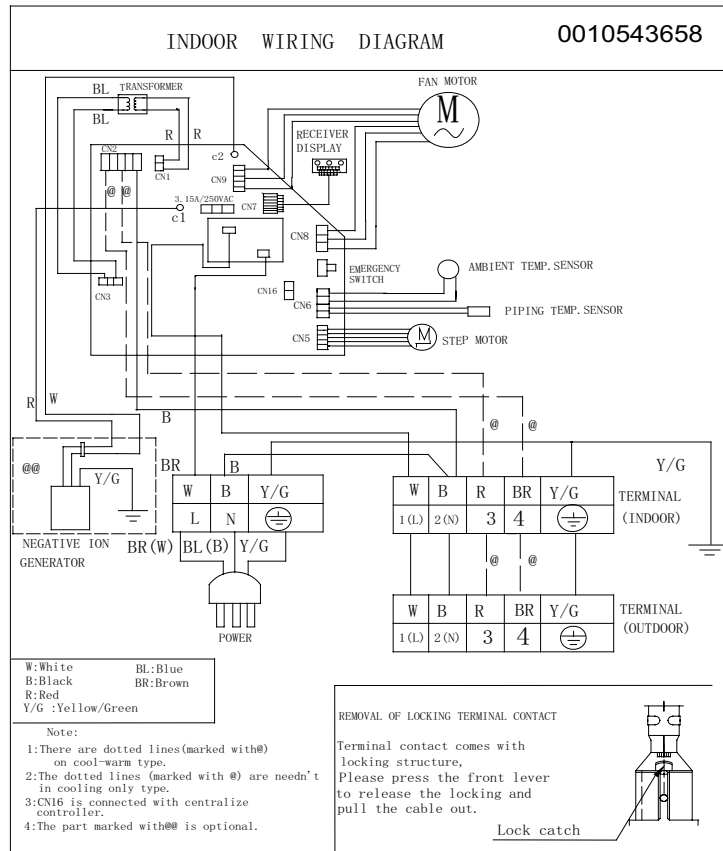 INDOOR WIRING DIAGRAM
0010543658
BL
TRANSFORMER
BL
FAN MOTOR
M
CN2
R
R
RECEIVER
DISPLAY
c2
CN1
CN9
@
@
3.15A/250VAC
c1
CN7
CN8
EMERGENCY
SWITCH
AMBIENT TEMP.SENSOR
CN16
CN6
CN3
PIPING TEMP.SENSOR
CN5
M
STEP MOTOR
R
W
B
@
@
@@
Y/G
BR
B
Y/G
W B Y/G
L N
NEGATIVE ION
GENERATOR
BR(W) BL(B) Y/G
POWER
W B R BR Y/G
1(L) 2(N) 3 4
TERMINAL
(INDOOR)
@
@
W B R BR Y/G
1(L) 2(N) 3 4
TERMINAL
(OUTDOOR)
W:White BL:Blue
B:Black BR:Brown
R:Red
Y/G :Yellow/Green
Note:
1:There are dotted lines(marked with@)
on cool-warm type.
2:The dotted lines (marked with @) are needn't
in cooling only type.
3:CN16 is connected with centralize
controller.
4:The part marked with@@ is optional.
REMOVAL OF LOCKING TERMINAL CONTACT
Terminal contact comes with
locking structure,
Please press the front lever
to release the locking and
pull the cable out.
Lock catch